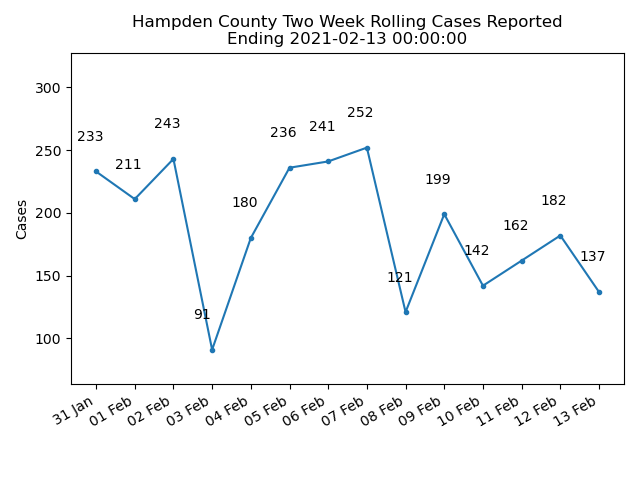 Hampden County Two Week Rolling Cases Reported
Ending 2021-02-13 00:00:00
Cases
300
250
200
150
100
233
211
243
91
180
236
241
252
121
199
142
162
182
137
31 Jan
01 Feb
02 Feb
03 Feb
04 Feb
05 Feb
06 Feb
07 Feb
08 Feb
09 Feb
10 Feb
11 Feb
12 Feb
13 Feb